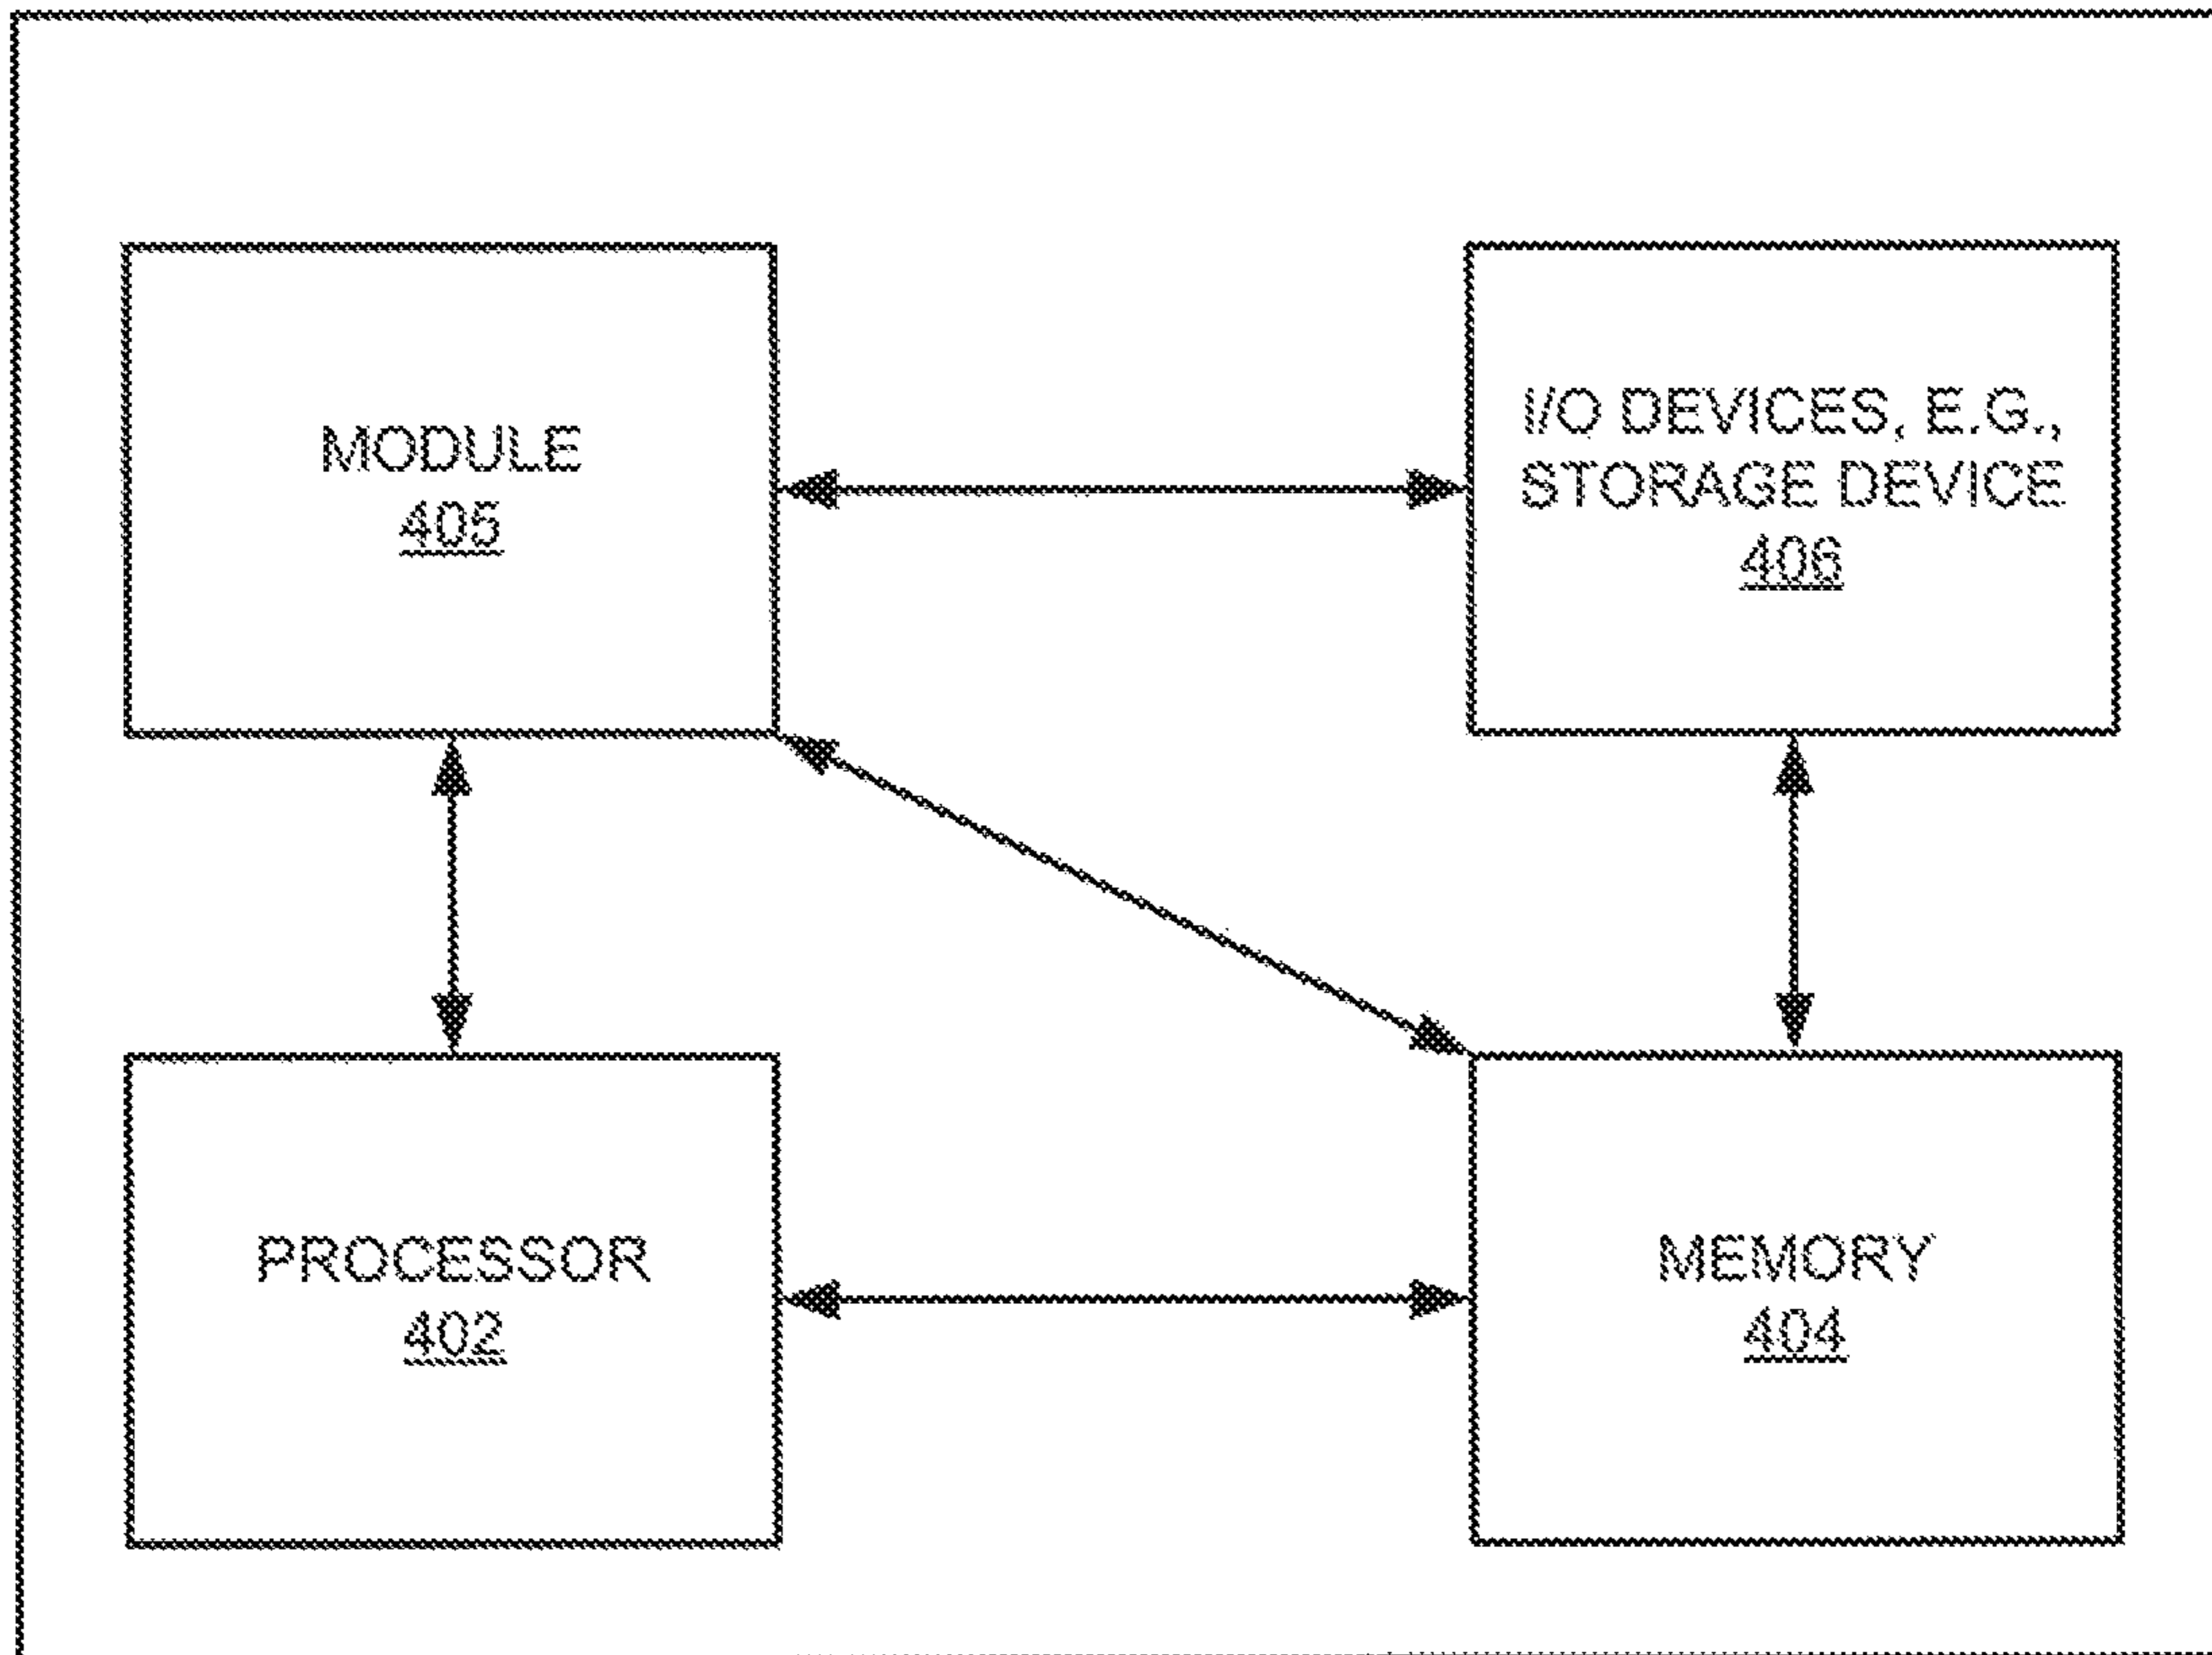 MODULE
405
I/O DEVICES, E.G.,
STORAGE DEVICE
406
PROCESSOR
402
MEMORY
404